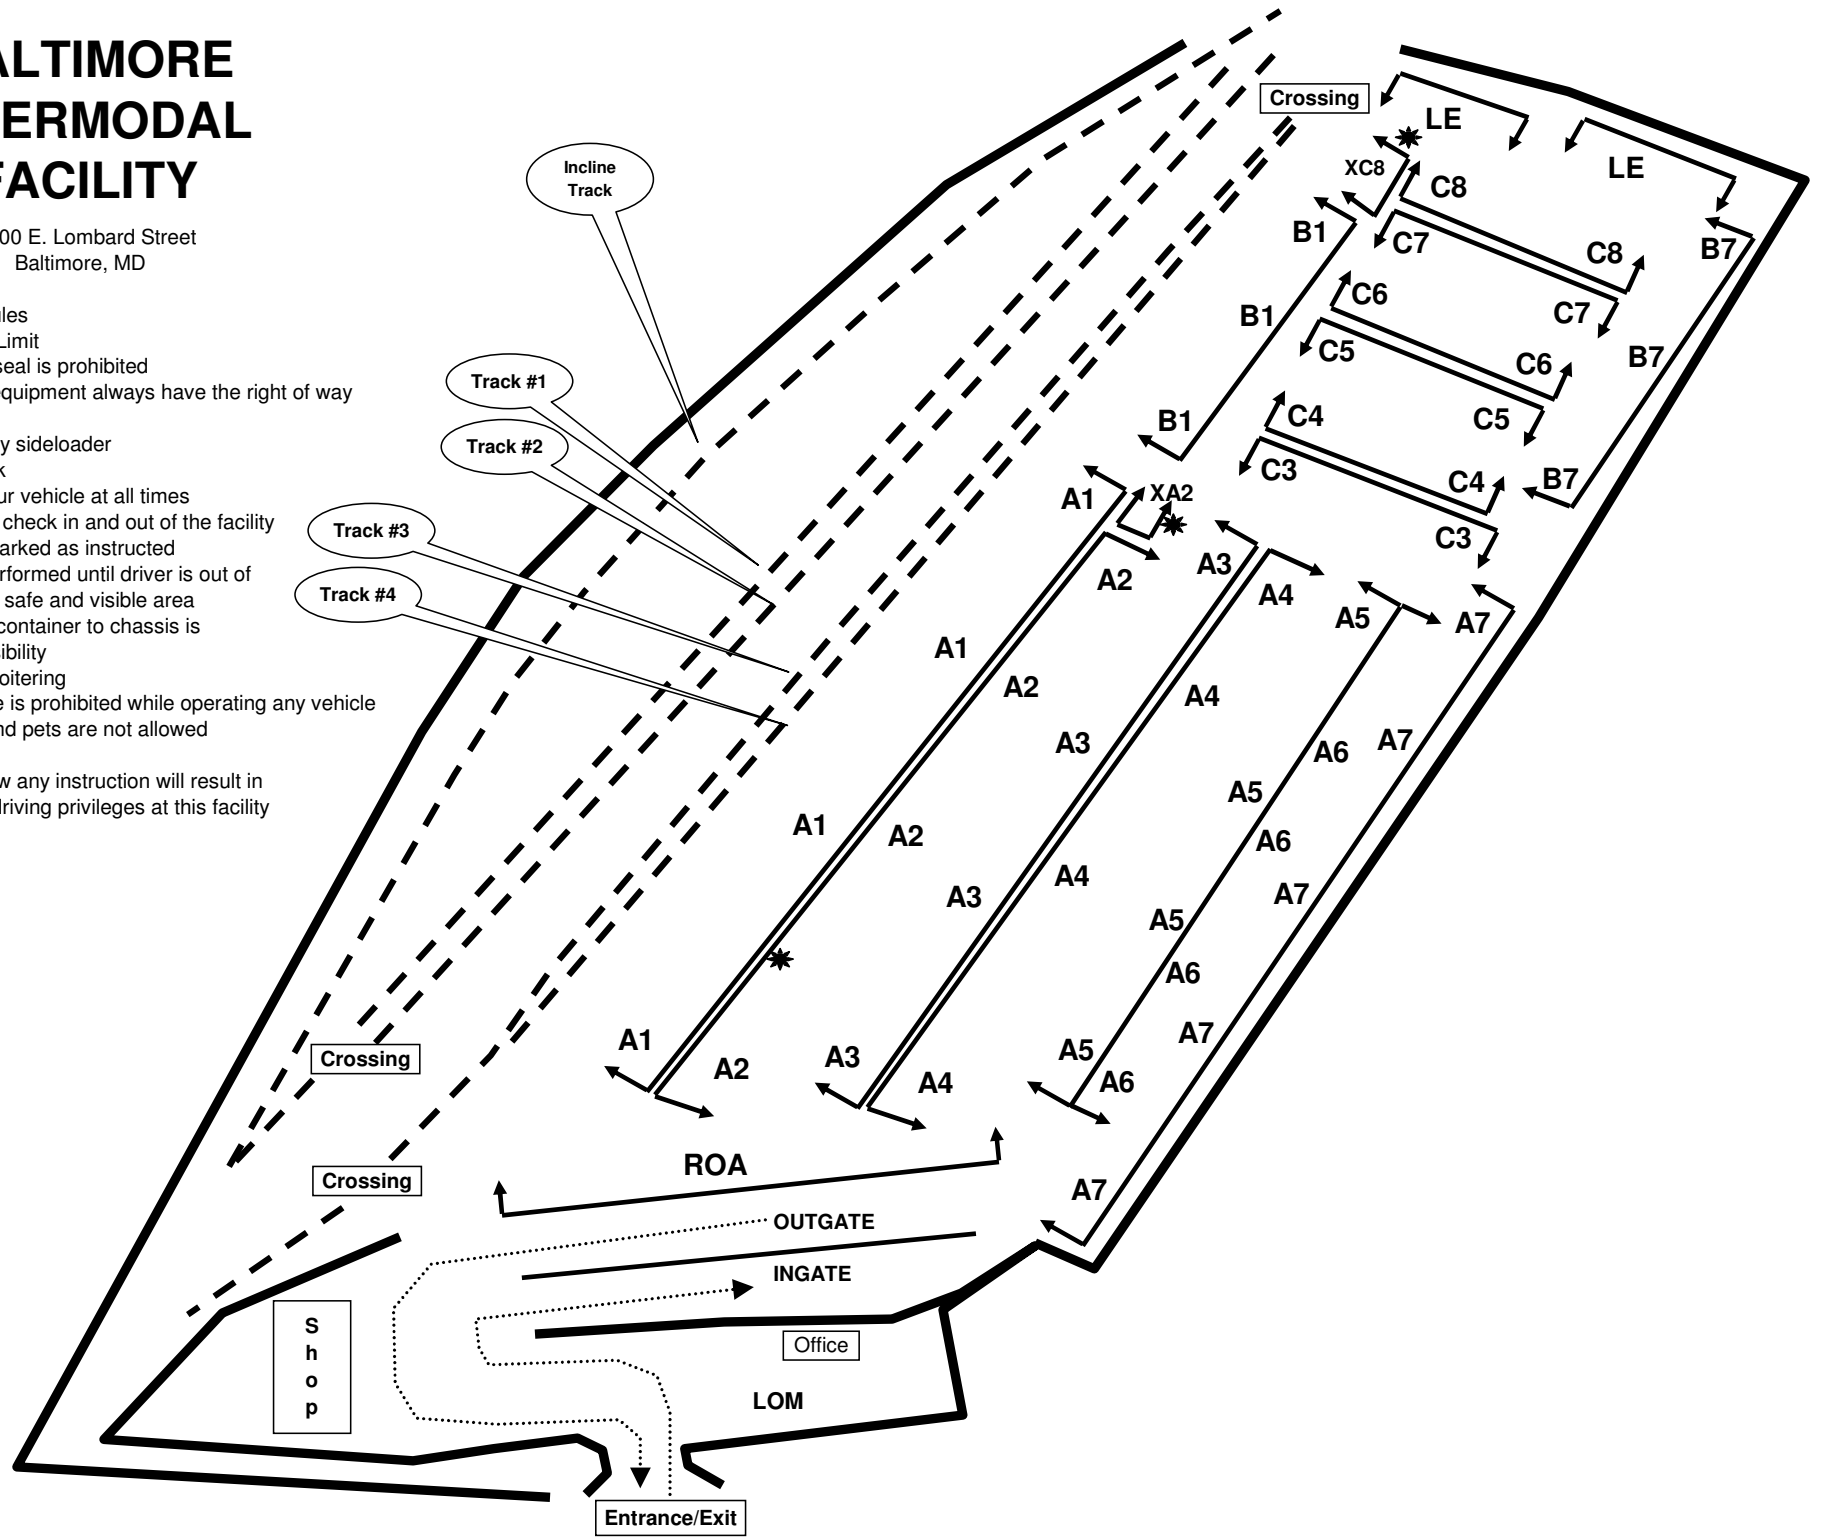 ALTIMORE
ERMODAL
FACILITY
00 E. Lombard Street
Baltimore, MD
ules
Limit
seal is prohibited
equipment always have the right of way
y sideloader
k
ur vehicle at all times
check in and out of the facility
arked as instructed
rformed until driver is out of
safe and visible area
container to chassis is
sibility
oitering
e is prohibited while operating any vehicle
nd pets are not allowed
w any instruction will result in
driving privileges at this facility
Incline
Track
Track #1
Track #2
Track #3
Track #4
Crossing
LE
LE
XC8
C8
C8
B7
B1
C7
C7
C6
B1
C6
B7
C5
C5
B1
C4
C4
B7
C3
C3
A1
XA2
A2
A3
A4
A5
A7
A1
A2
A4
A3
A6
A7
A5
A1
A2
A6
A4
A3
A7
A5
A6
A1
A2
A3
A4
A5
A6
A7
A7
Crossing
Crossing
ROA
OUTGATE
INGATE
Office
LOM
S
h
o
p
Entrance/Exit